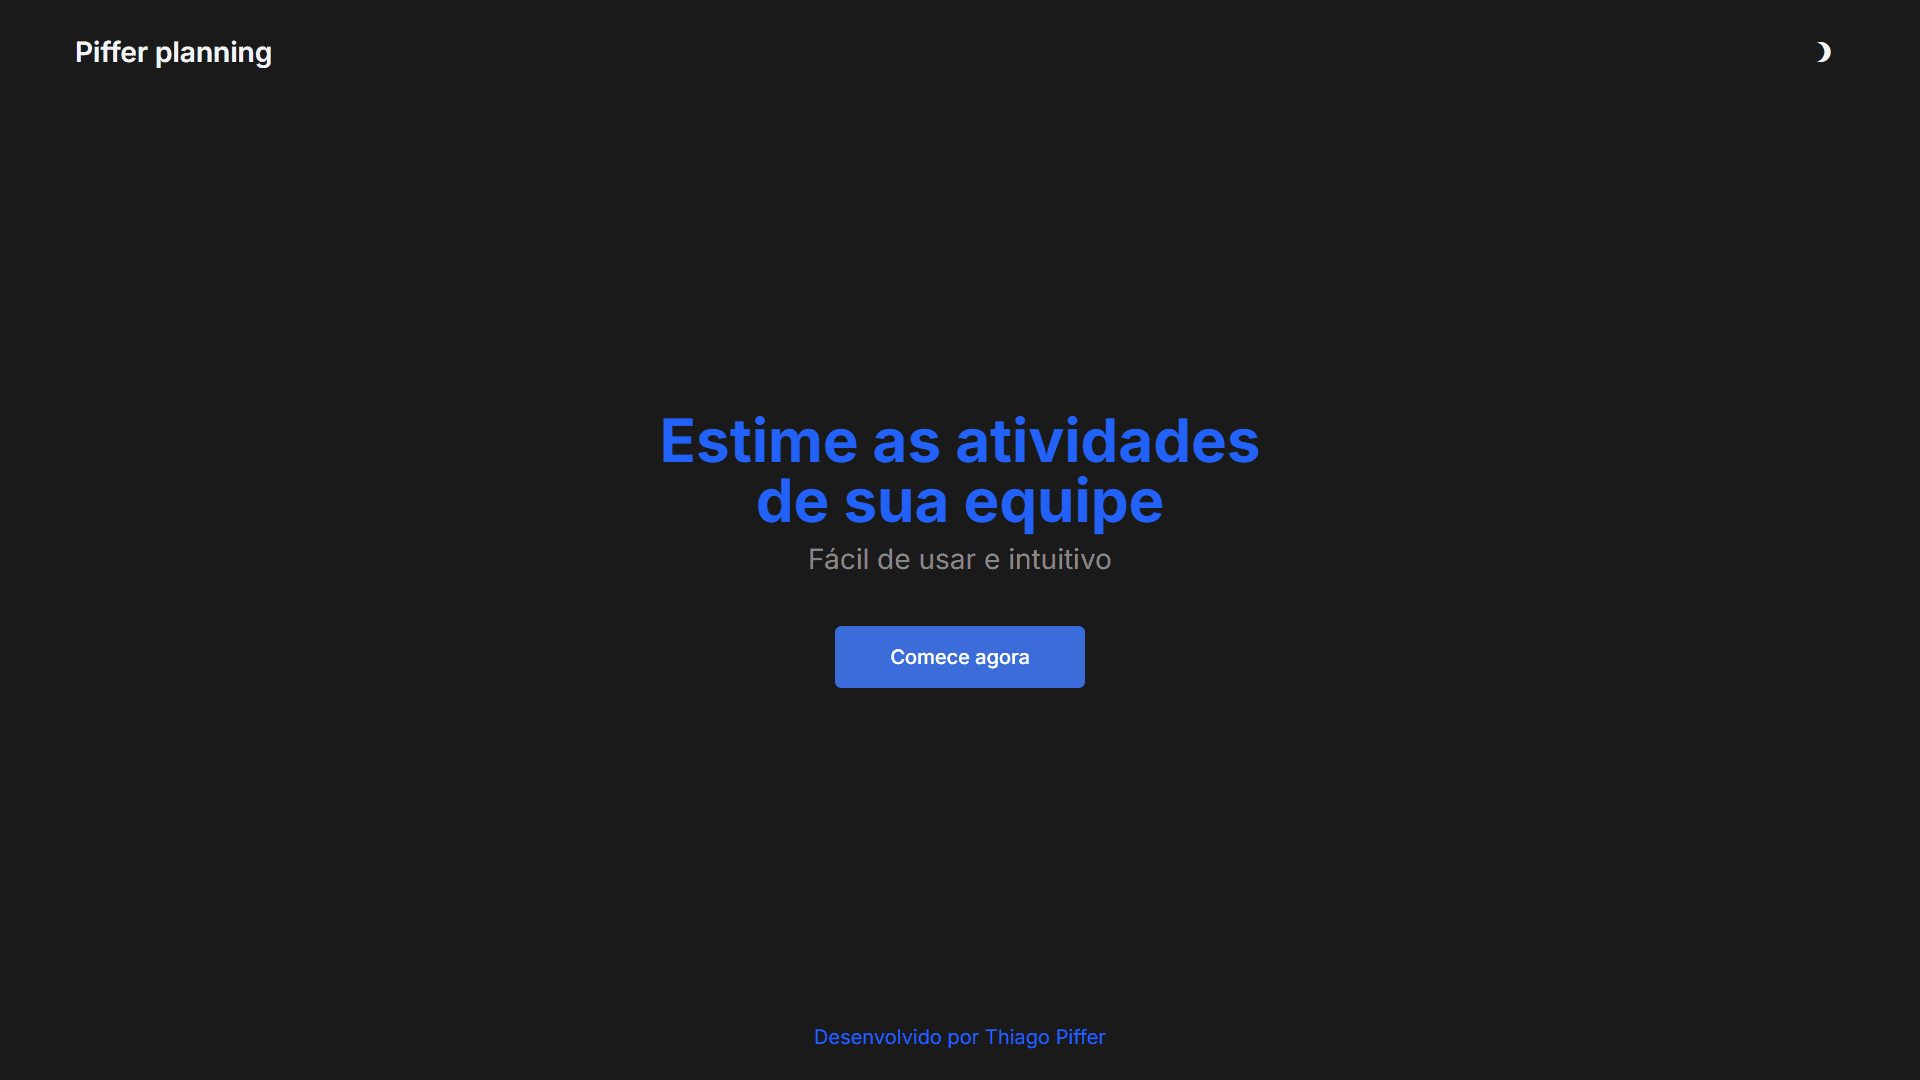 Piffer planning
Estime as atividades
de sua equipe
Fácil de usar e intuitivo
Comece agora
Desenvolvido por Thiago Piffer